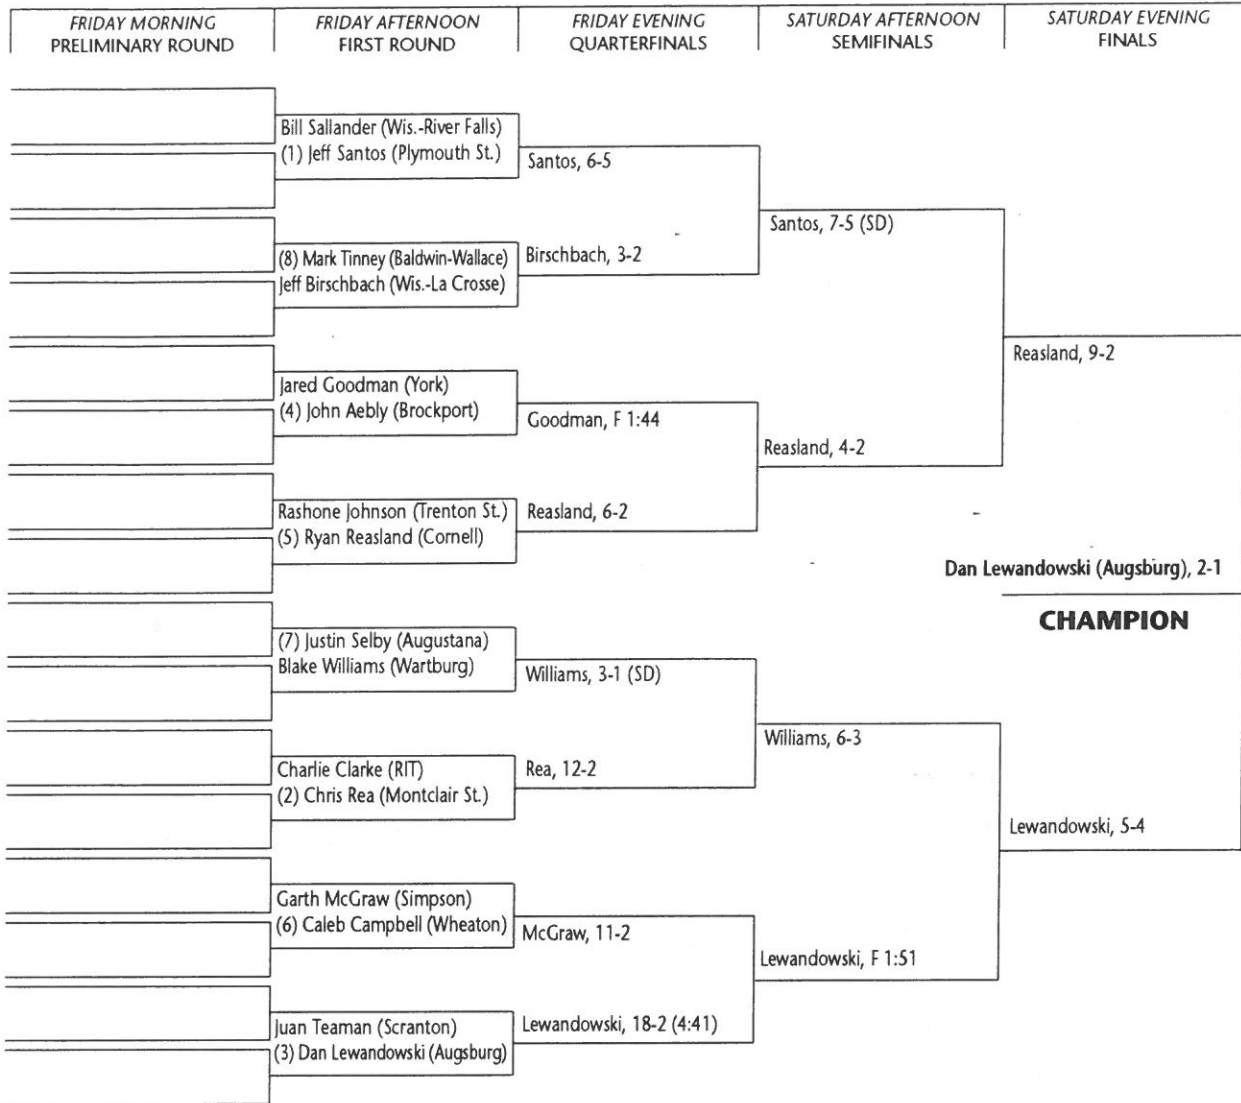 FRIDAY MORNING
PRELIMINARY ROUND
FRIDAY AFTERNOON
FIRST ROUND
FRIDAY EVENING
QUARTERFINALS
SATURDAY AFTERNOON
SEMIFINALS
SATURDAY EVENING
FINALS
Bill Sallander (Wis.-River Falls)
(1) Jeff Santos (Plymouth St.)
(8) Mark Tinney (Baldwin-Wallace)
Jeff Birschbach (Wis.-La Crosse)
Jared Goodman (York)
(4) John Aebly (Brockport)
Rashone Johnson (Trenton St.)
(5) Ryan Reasland (Cornell)
(7) Justin Selby (Augustana)
Blake Williams (Wartburg)
Charlie Clarke (RIT)
(2) Chris Rea (Montclair St.)
Garth McGraw (Simpson)
(6) Caleb Campbell (Wheaton)
Juan Teaman (Scranton)
(3) Dan Lewandowski (Augsburg)
Santos, 6-5
Birschbach, 3-2
Goodman, F 1:44
Reasland, 6-2
Williams, 3-1 (SD)
Rea, 12-2
McGraw, 11-2
Lewandowski, 18-2 (4:41)
Santos, 7-5 (SD)
Reasland, 4-2
Williams, 6-3
Lewandowski, F 1:51
Reasland, 9-2
Lewandowski, 5-4
Dan Lewandowski (Augsburg), 2-1
CHAMPION